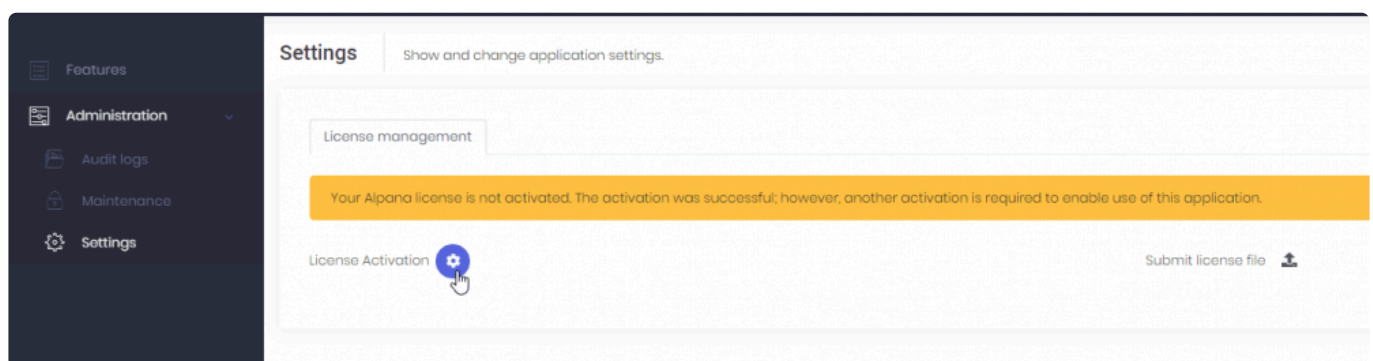 Features
Administration
Audit logs
Maintenance
Settings
Settings
Show and change application settings.
License management
Your Alpana license is not activated. The activation was successful; however, another activation is required to enable use of this application.
License Activation
Submit license file